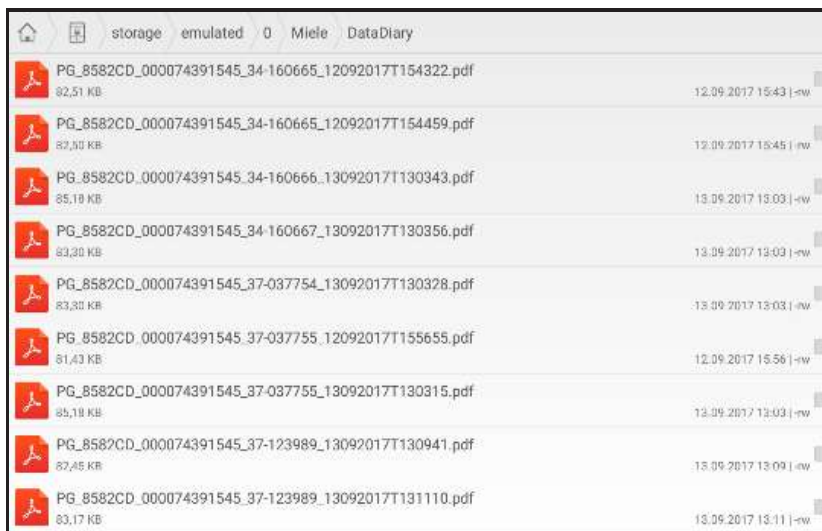 storage emulated 0 Miele DataDiary
PG_8582CD_000074391545_34-160665_12092017T154322.pdf
82,51 KB
12.09.2017 15:43 | -rw
PG_8582CD_000074391545_34-160665_12092017T154459.pdf
82,50 KB
12.09.2017 15:45 | -rw
PG_8582CD_000074391545_34-160666_13092017T130343.pdf
85,18 KB
13.09.2017 13:03 | -rw
PG_8582CD_000074391545_34-160667_13092017T130356.pdf
83,30 KB
13.09.2017 13:03 | -rw
PG_8582CD_000074391545_37-037754_13092017T130328.pdf
83,30 KB
13.09.2017 13:03 | -rw
PG_8582CD_000074391545_37-037755_12092017T155655.pdf
81,43 KB
12.09.2017 15:56 | -rw
PG_8582CD_000074391545_37-037755_13092017T130315.pdf
85,18 KB
13.09.2017 13:03 | -rw
PG_8582CD_000074391545_37-123989_13092017T130941.pdf
82,45 KB
13.09.2017 13:09 | -rw
PG_8582CD_000074391545_37-123989_13092017T131110.pdf
83,17 KB
13.09.2017 13:11 | -rw